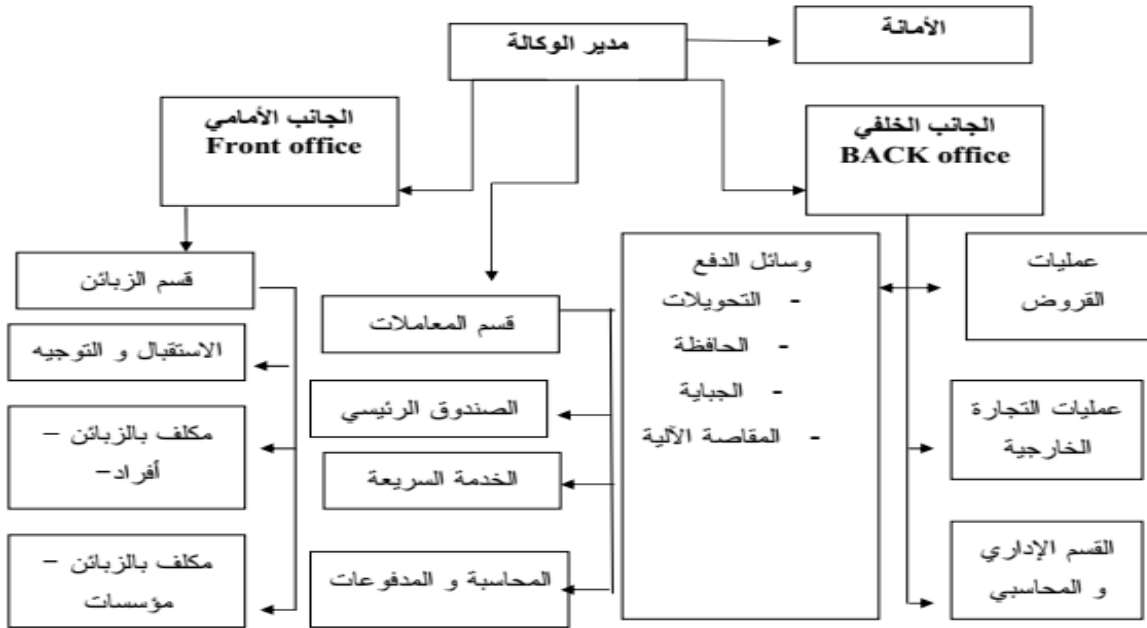 الأمانة
مدير الوكالة
الجانب الأمامي
Front office
الجانب الخلفي
BACK office
وسائل الدفع
- التحويلات
- الحافظة
- الجباية
- المقاصة الآلية
عمليات
القروض
عمليات التجارة
الخارجية
القسم الإداري
و المحاسبي
قسم المعاملات
الصندوق الرئيسي
الخدمة السريعة
المحاسبة و المدفوعات
قسم الزبائن
الاستقبال و التوجيه
مكلف بالزبائن –
أفراد–
مكلف بالزبائن –
مؤسسات